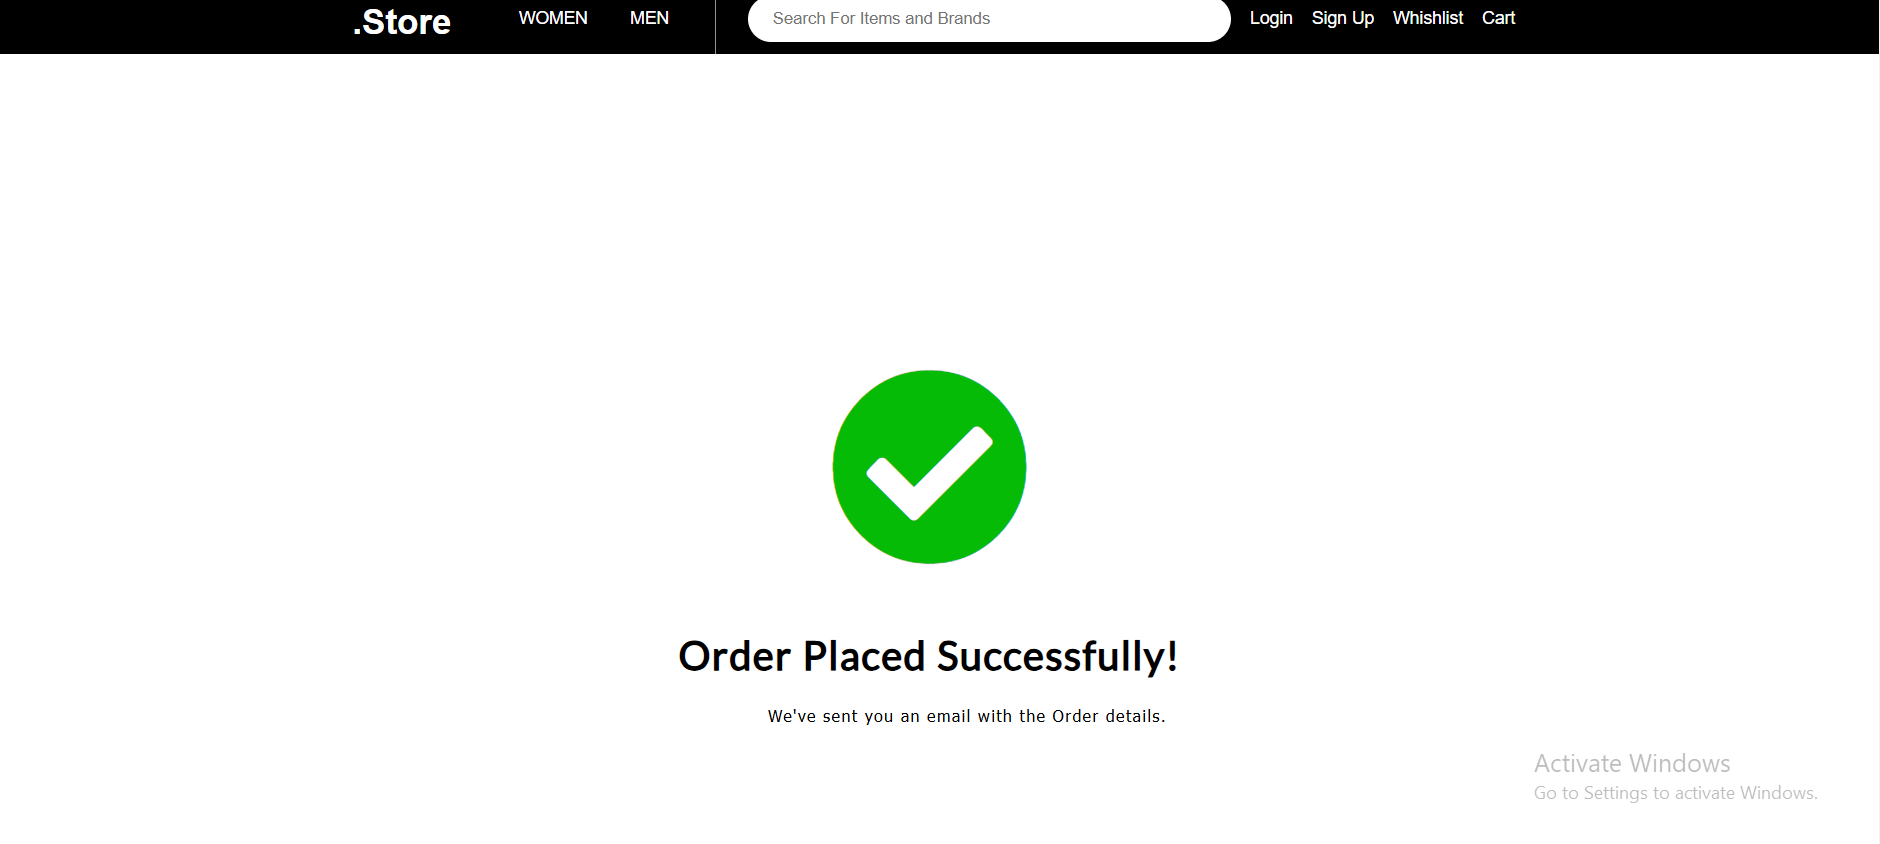 .Store
WOMEN
MEN
Search For Items and Brands
Login
Sign Up
Whishlist
Cart
Order Placed Successfully!
We've sent you an email with the Order details.
Activate Windows
Go to Settings to activate Windows.